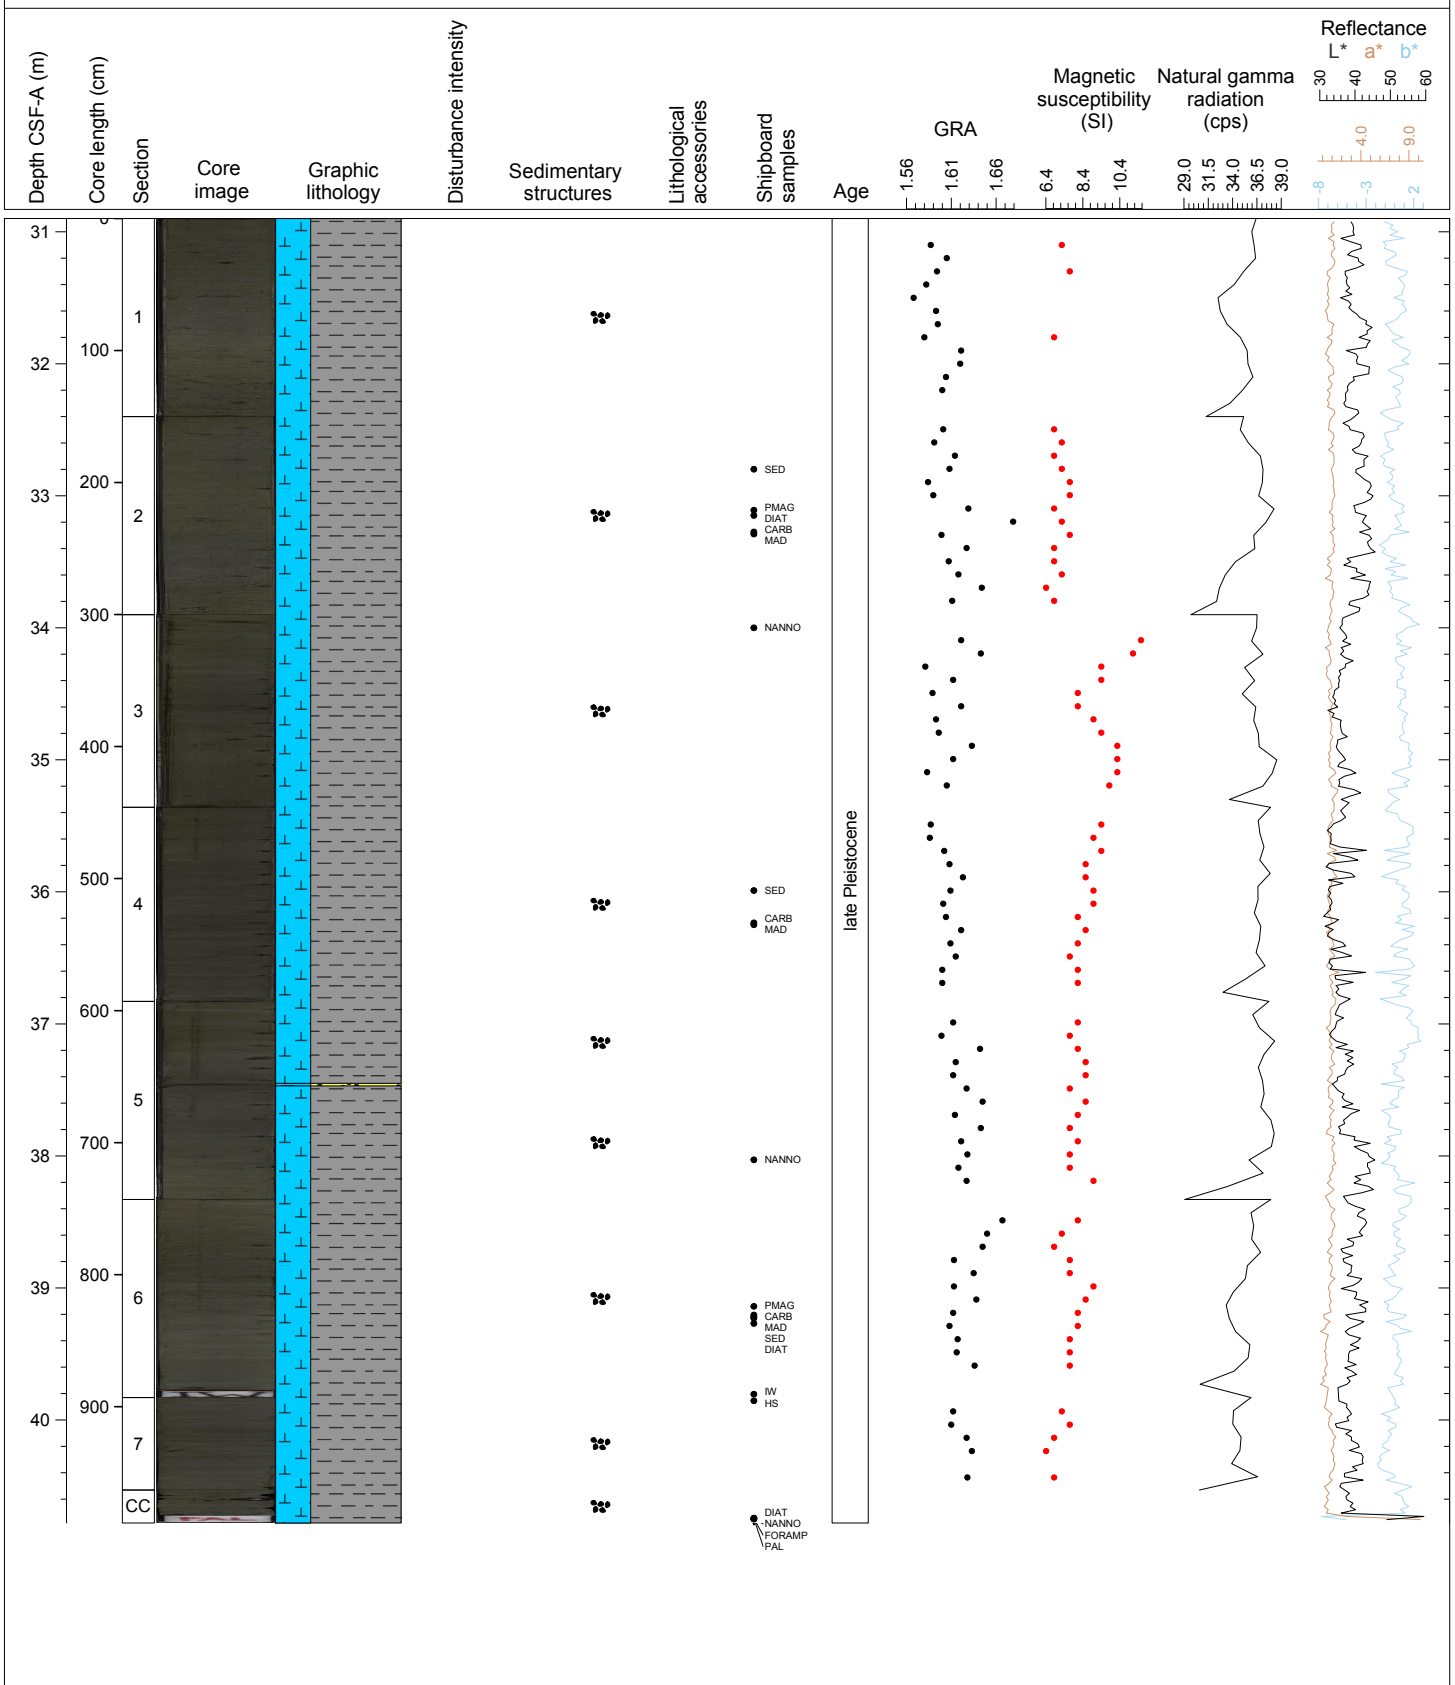 Depth CSF-A (m)
Core length (cm)
Section
Core
image
Graphic
lithology
Disturbance intensity
Sedimentary
structures
Lithological
accessories
Shipboard
samples
Age
GRA
1.56
1.61
1.66
Magnetic
susceptibility
(SI)
6.4
8.4
10.4
Natural gamma
radiation
(cps)
29.0
31.5
34.0
36.5
39.0
Reflectance
L* a* b*
30
40
50
60
4.0
9.0
-8
-3
2
31
32
33
34
35
36
37
38
39
40
0
100
200
300
400
500
600
700
800
900
1
2
3
4
5
6
7
CC
SED
PMAG
DIAT
CARB
MAD
NANNO
SED
CARB
MAD
NANNO
PMAG
CARB
MAD
SED
DIAT
IW
HS
DIAT
NANNO
FORAMP
PAL
late Pleistocene